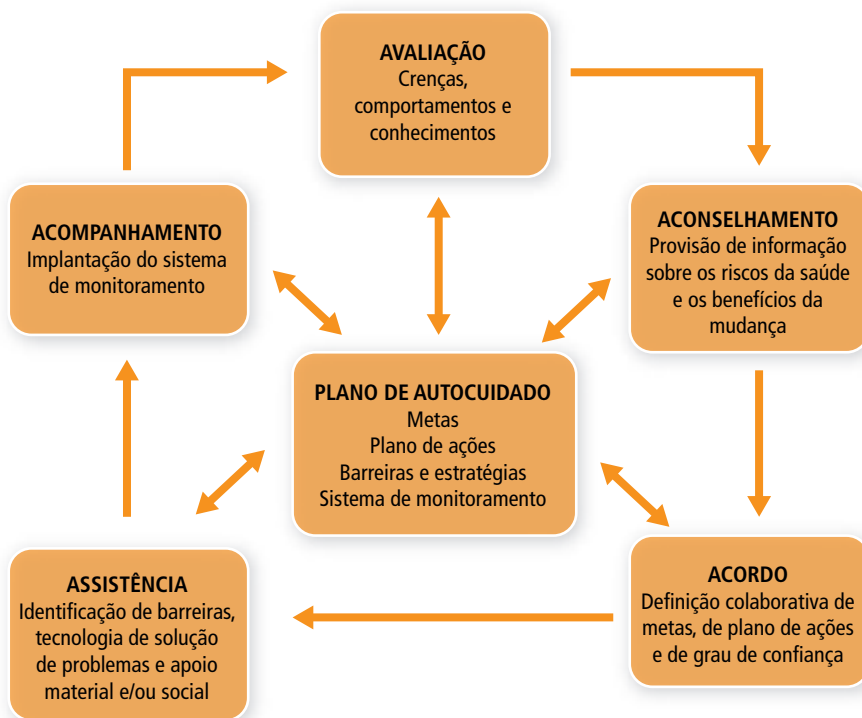 AVALIAÇÃO
Crenças,
comportamentos e
conhecimentos
ACOMPANHAMENTO
Implantação do sistema
de monitoramento
ACONSELHAMENTO
Provisão de informação
sobre os riscos da saúde
e os benefícios da
mudança
PLANO DE AUTOCUIDADO
Metas
Plano de ações
Barreiras e estratégias
Sistema de monitoramento
ASSISTÊNCIA
Identificação de barreiras,
tecnologia de solução
de problemas e apoio
material e/ou social
ACORDO
Definição colaborativa de
metas, de plano de ações
e de grau de confiança